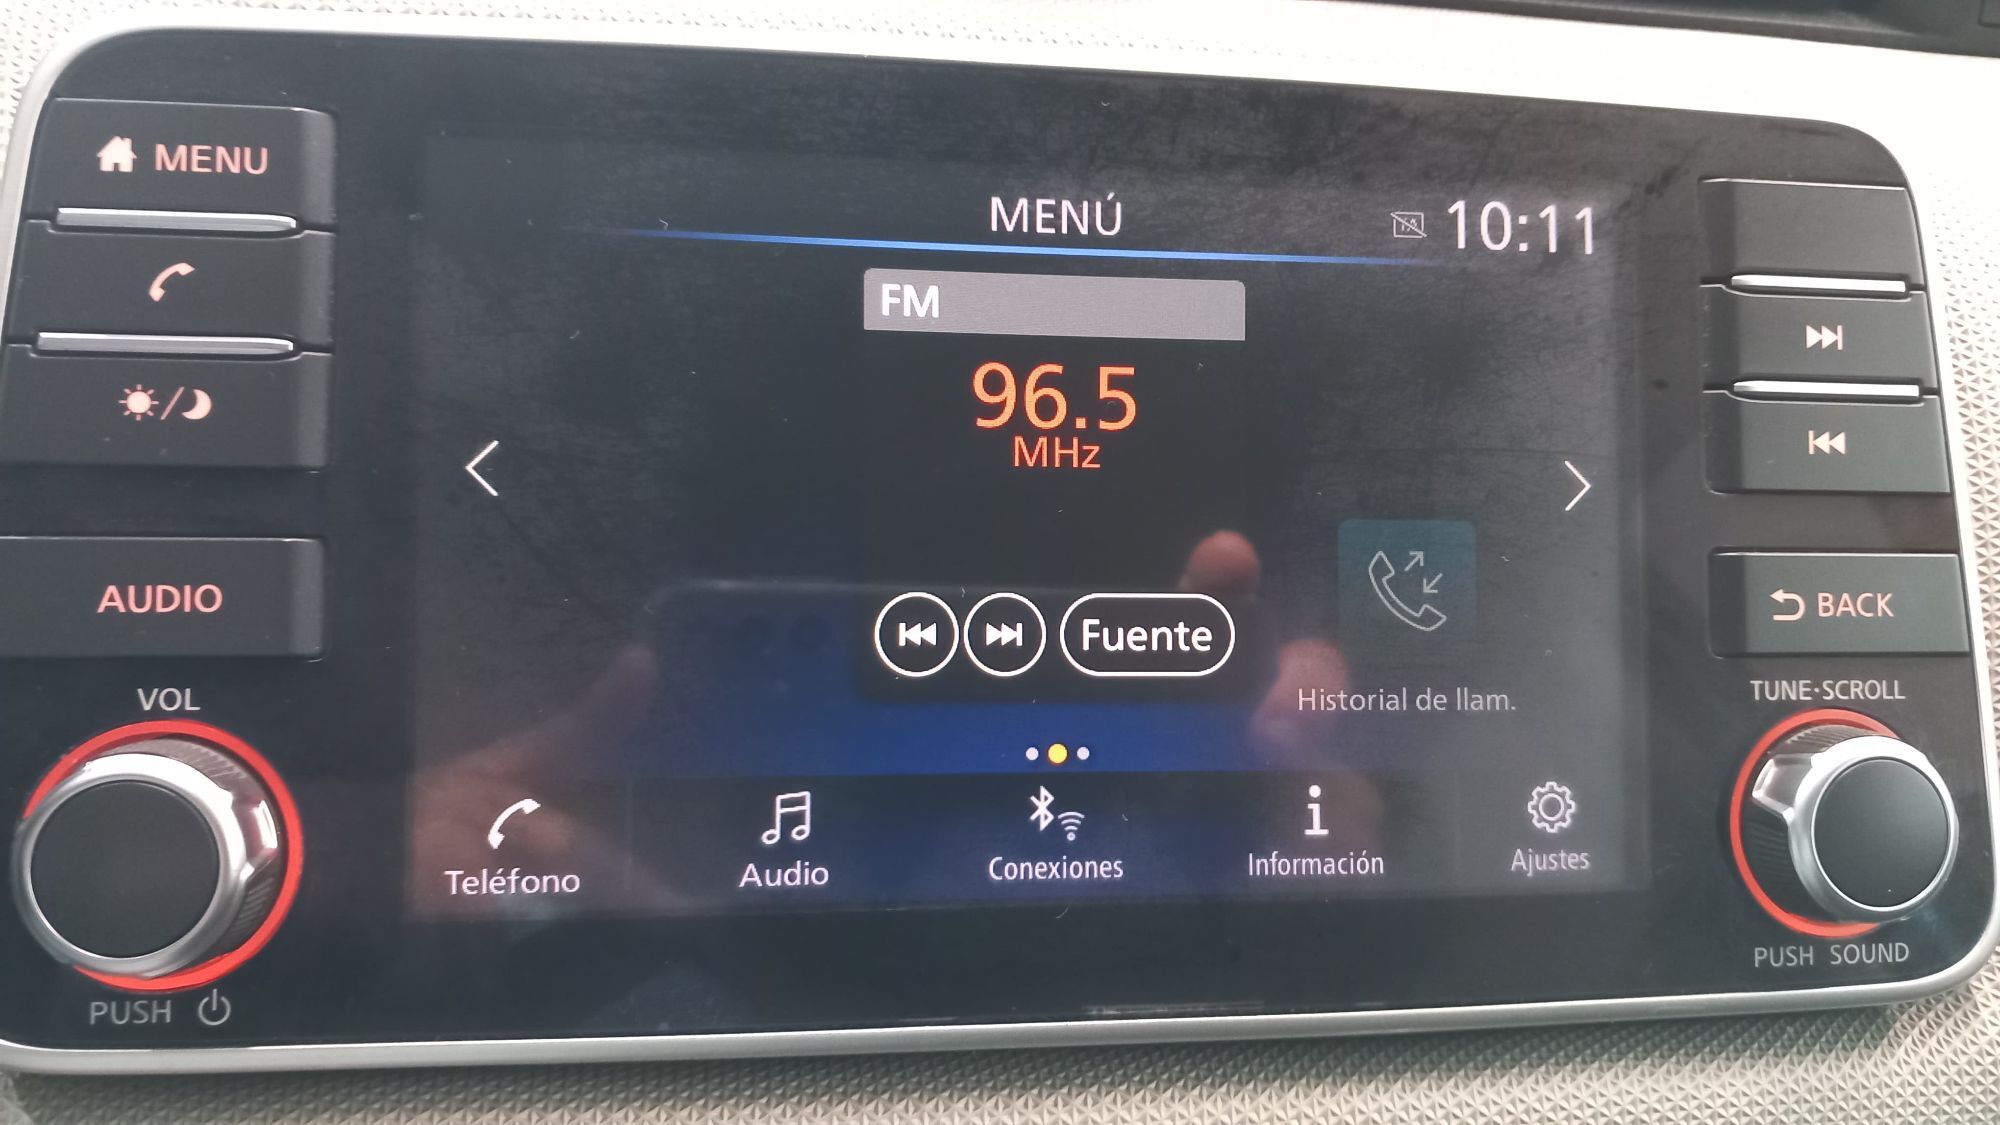 MENU
AUDIO
VOL
PUSH
MENÚ
10:11
FM
96.5
MHz
Fuente
Historial de llam.
Teléfono
Audio
Conexiones
Información
Ajustes
BACK
TUNE·SCROLL
PUSH SOUND